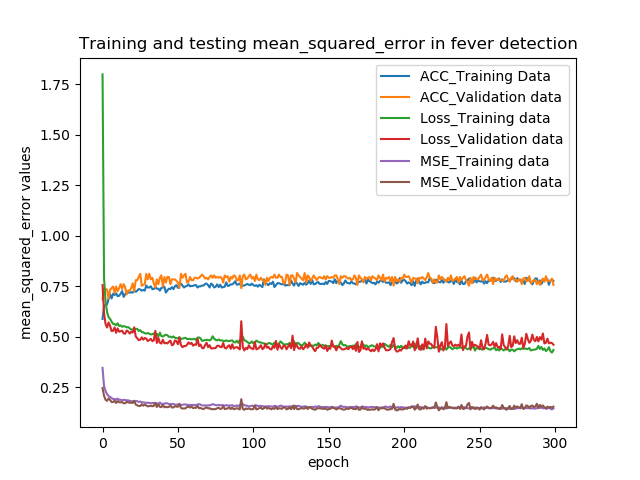 Training and testing mean_squared_error in fever detection
ACC_Training Data
ACC_Validation data
Loss_Training data
Loss_Validation data
MSE_Training data
MSE_Validation data
mean_squared_error values
1.75
1.50
1.25
1.00
0.75
0.50
0.25
0
50
100
150
200
250
300
epoch